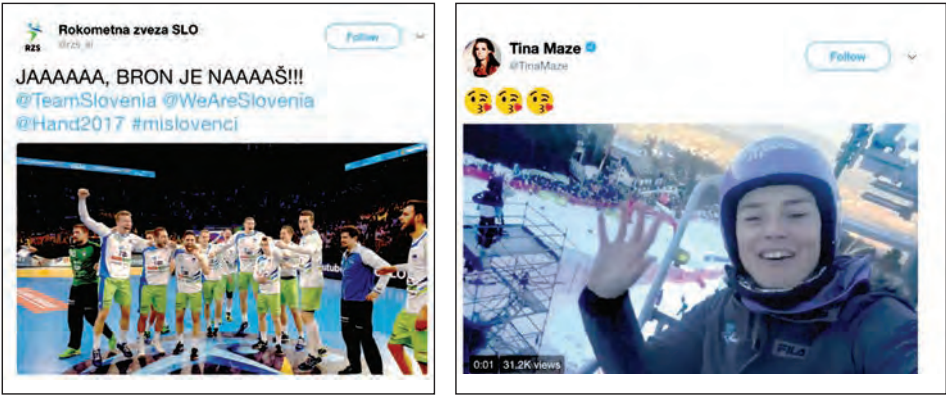 Rokometna zveza SLO
@rzs_si
RZS
Follow
JAAAAAA, BRON JE NAAAAŠ!!!
@TeamSlovenia @WeAreSlovenia
@Hand2017 #mislovenci
Tina Maze
@TinaMaze
Follow
😘😘😘
FILA
0:01 31.2K views